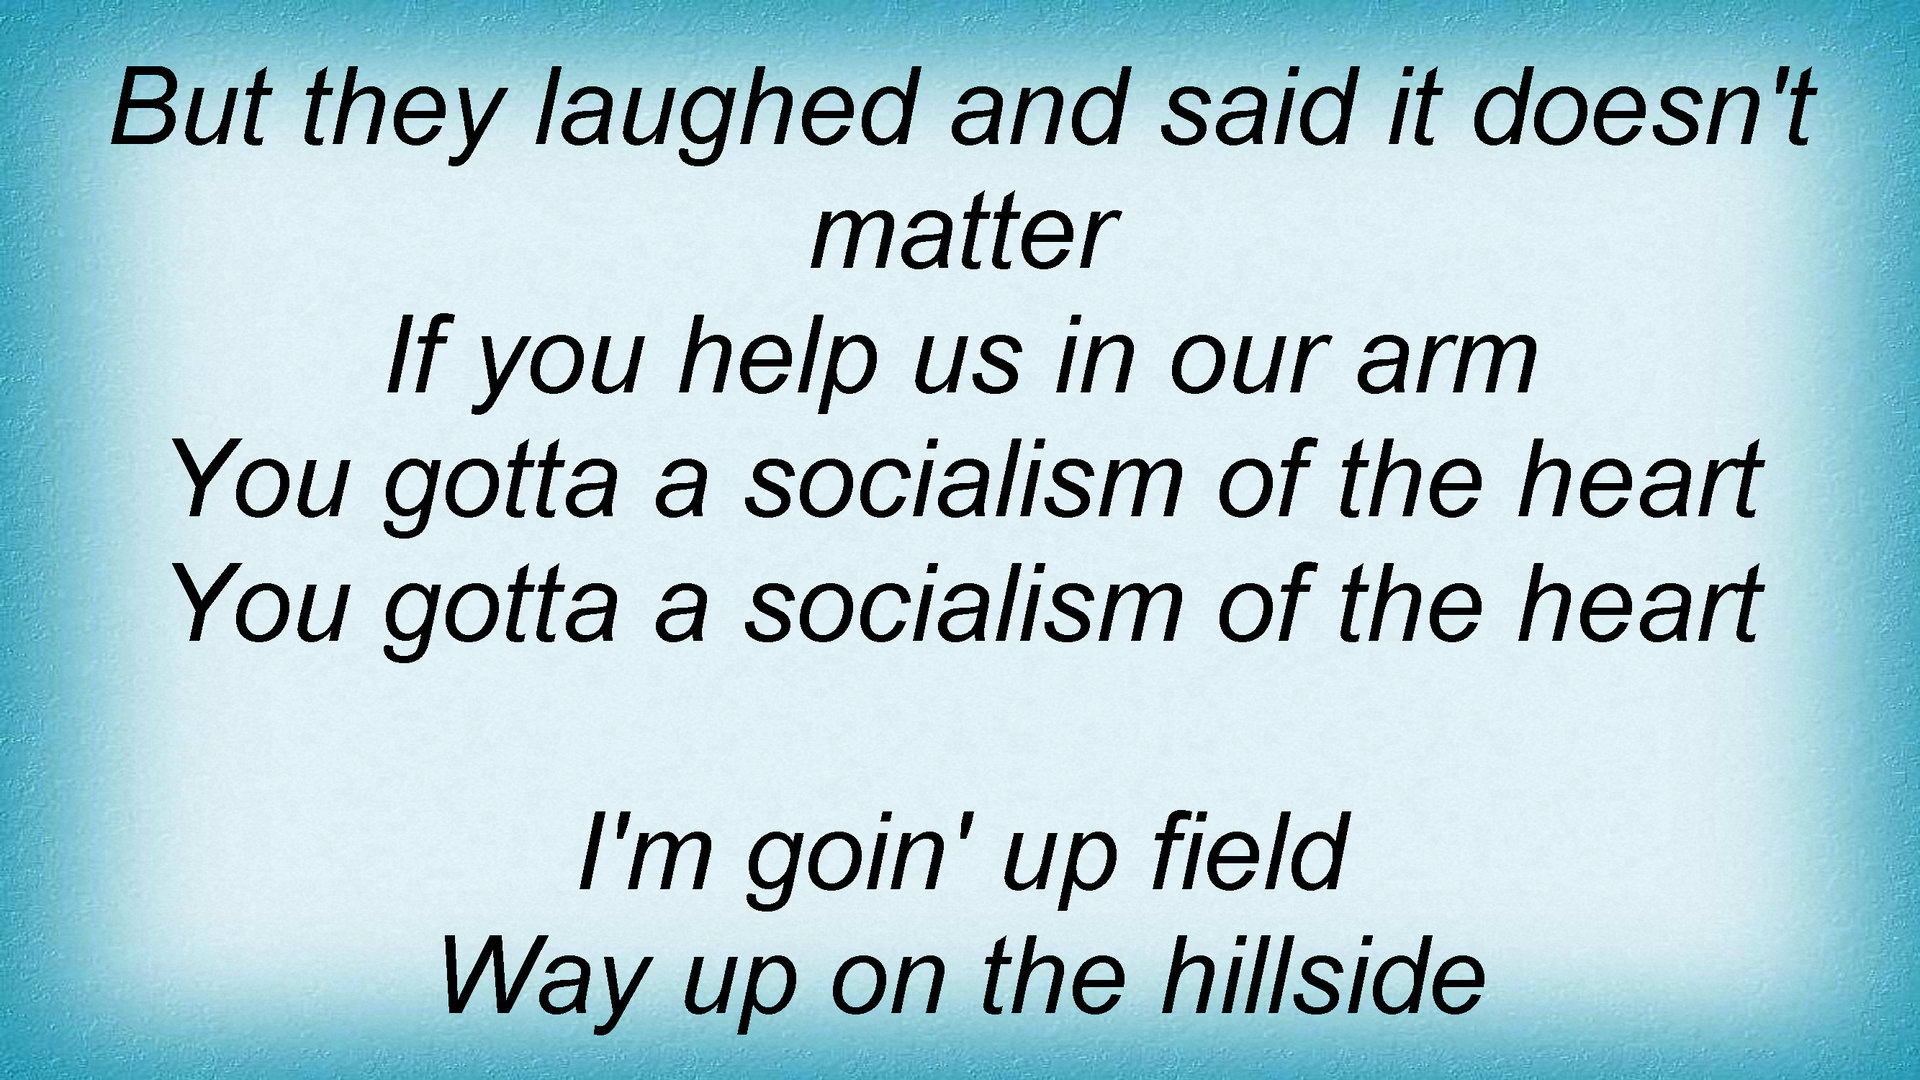 But they laughed and said it doesn't
matter
If you help us in our arm
You gotta a socialism of the heart
You gotta a socialism of the heart
I'm goin' up field
Way up on the hillside